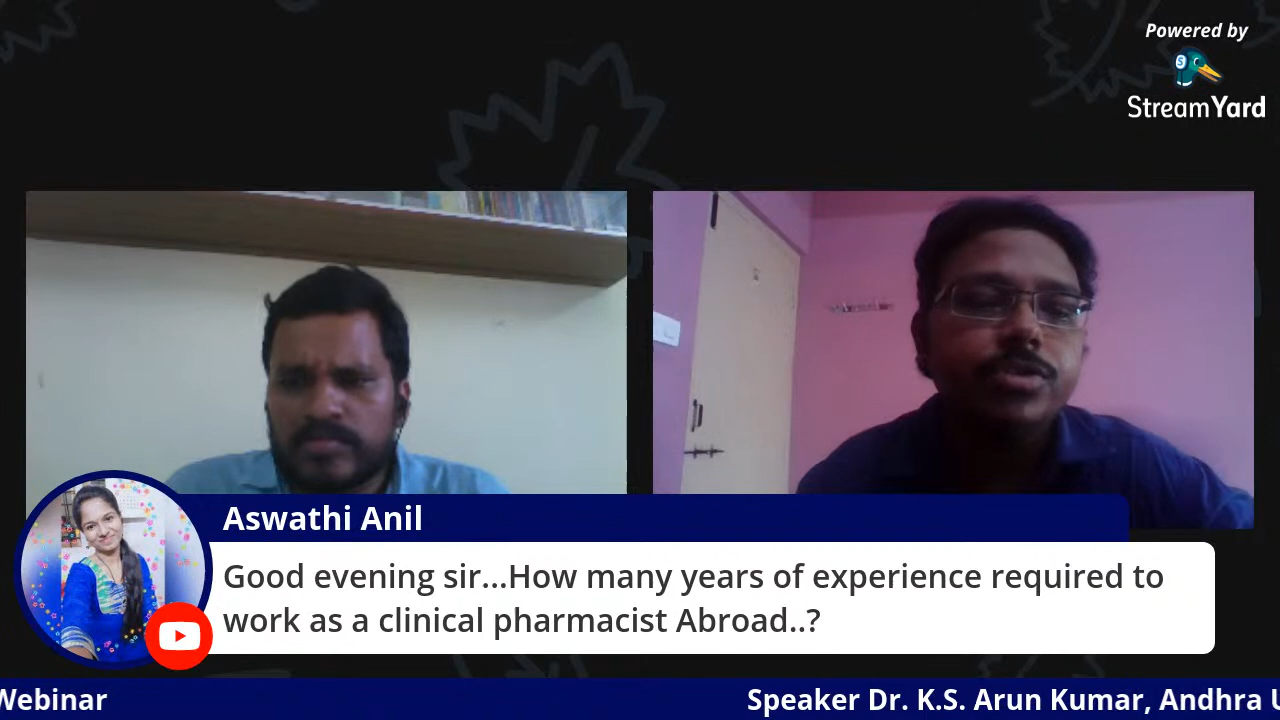 Powered by
StreamYard
Aswathi Anil
Good evening sir...How many years of experience required to
work as a clinical pharmacist Abroad..?
Webinar
Speaker Dr. K.S. Arun Kumar, Andhra